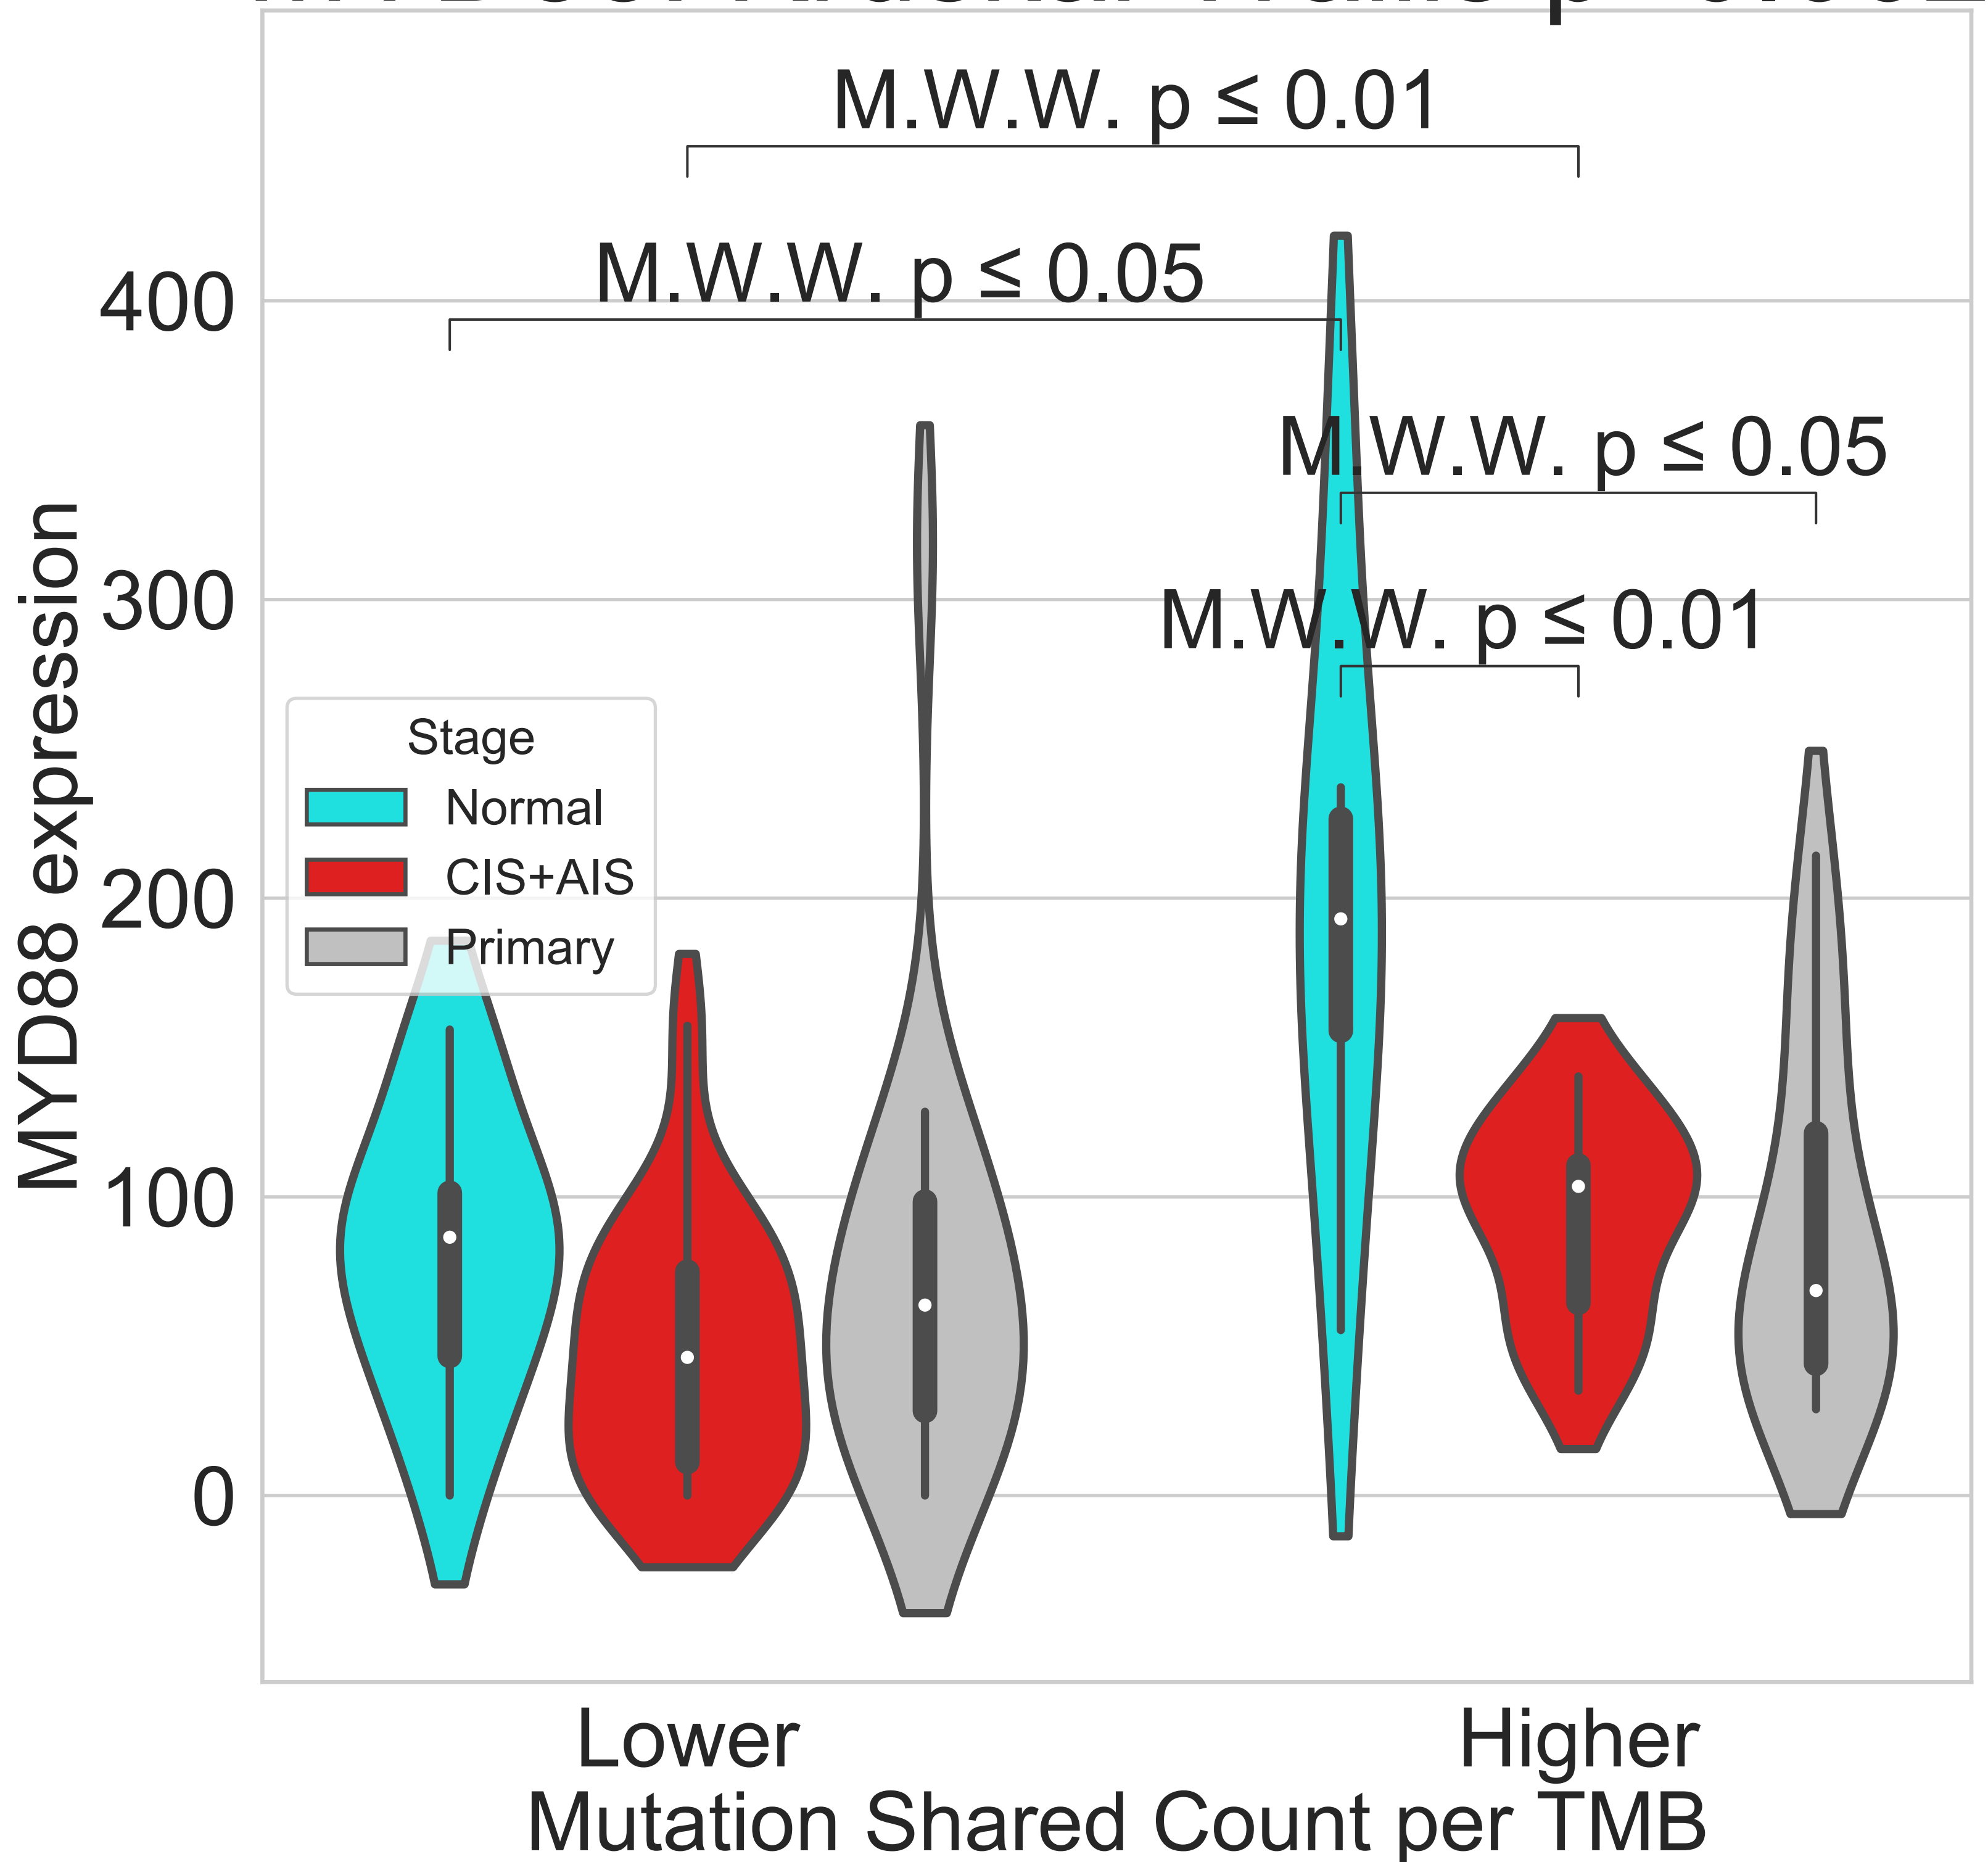 M.W.W. p ≤ 0.01
M.W.W. p ≤ 0.05
M.W.W. p ≤ 0.05
M.W.W. p ≤ 0.01
400
300
200
100
0
MYD88 expression
Stage
Normal
CIS+AIS
Primary
Lower
Higher
Mutation Shared Count per TMB